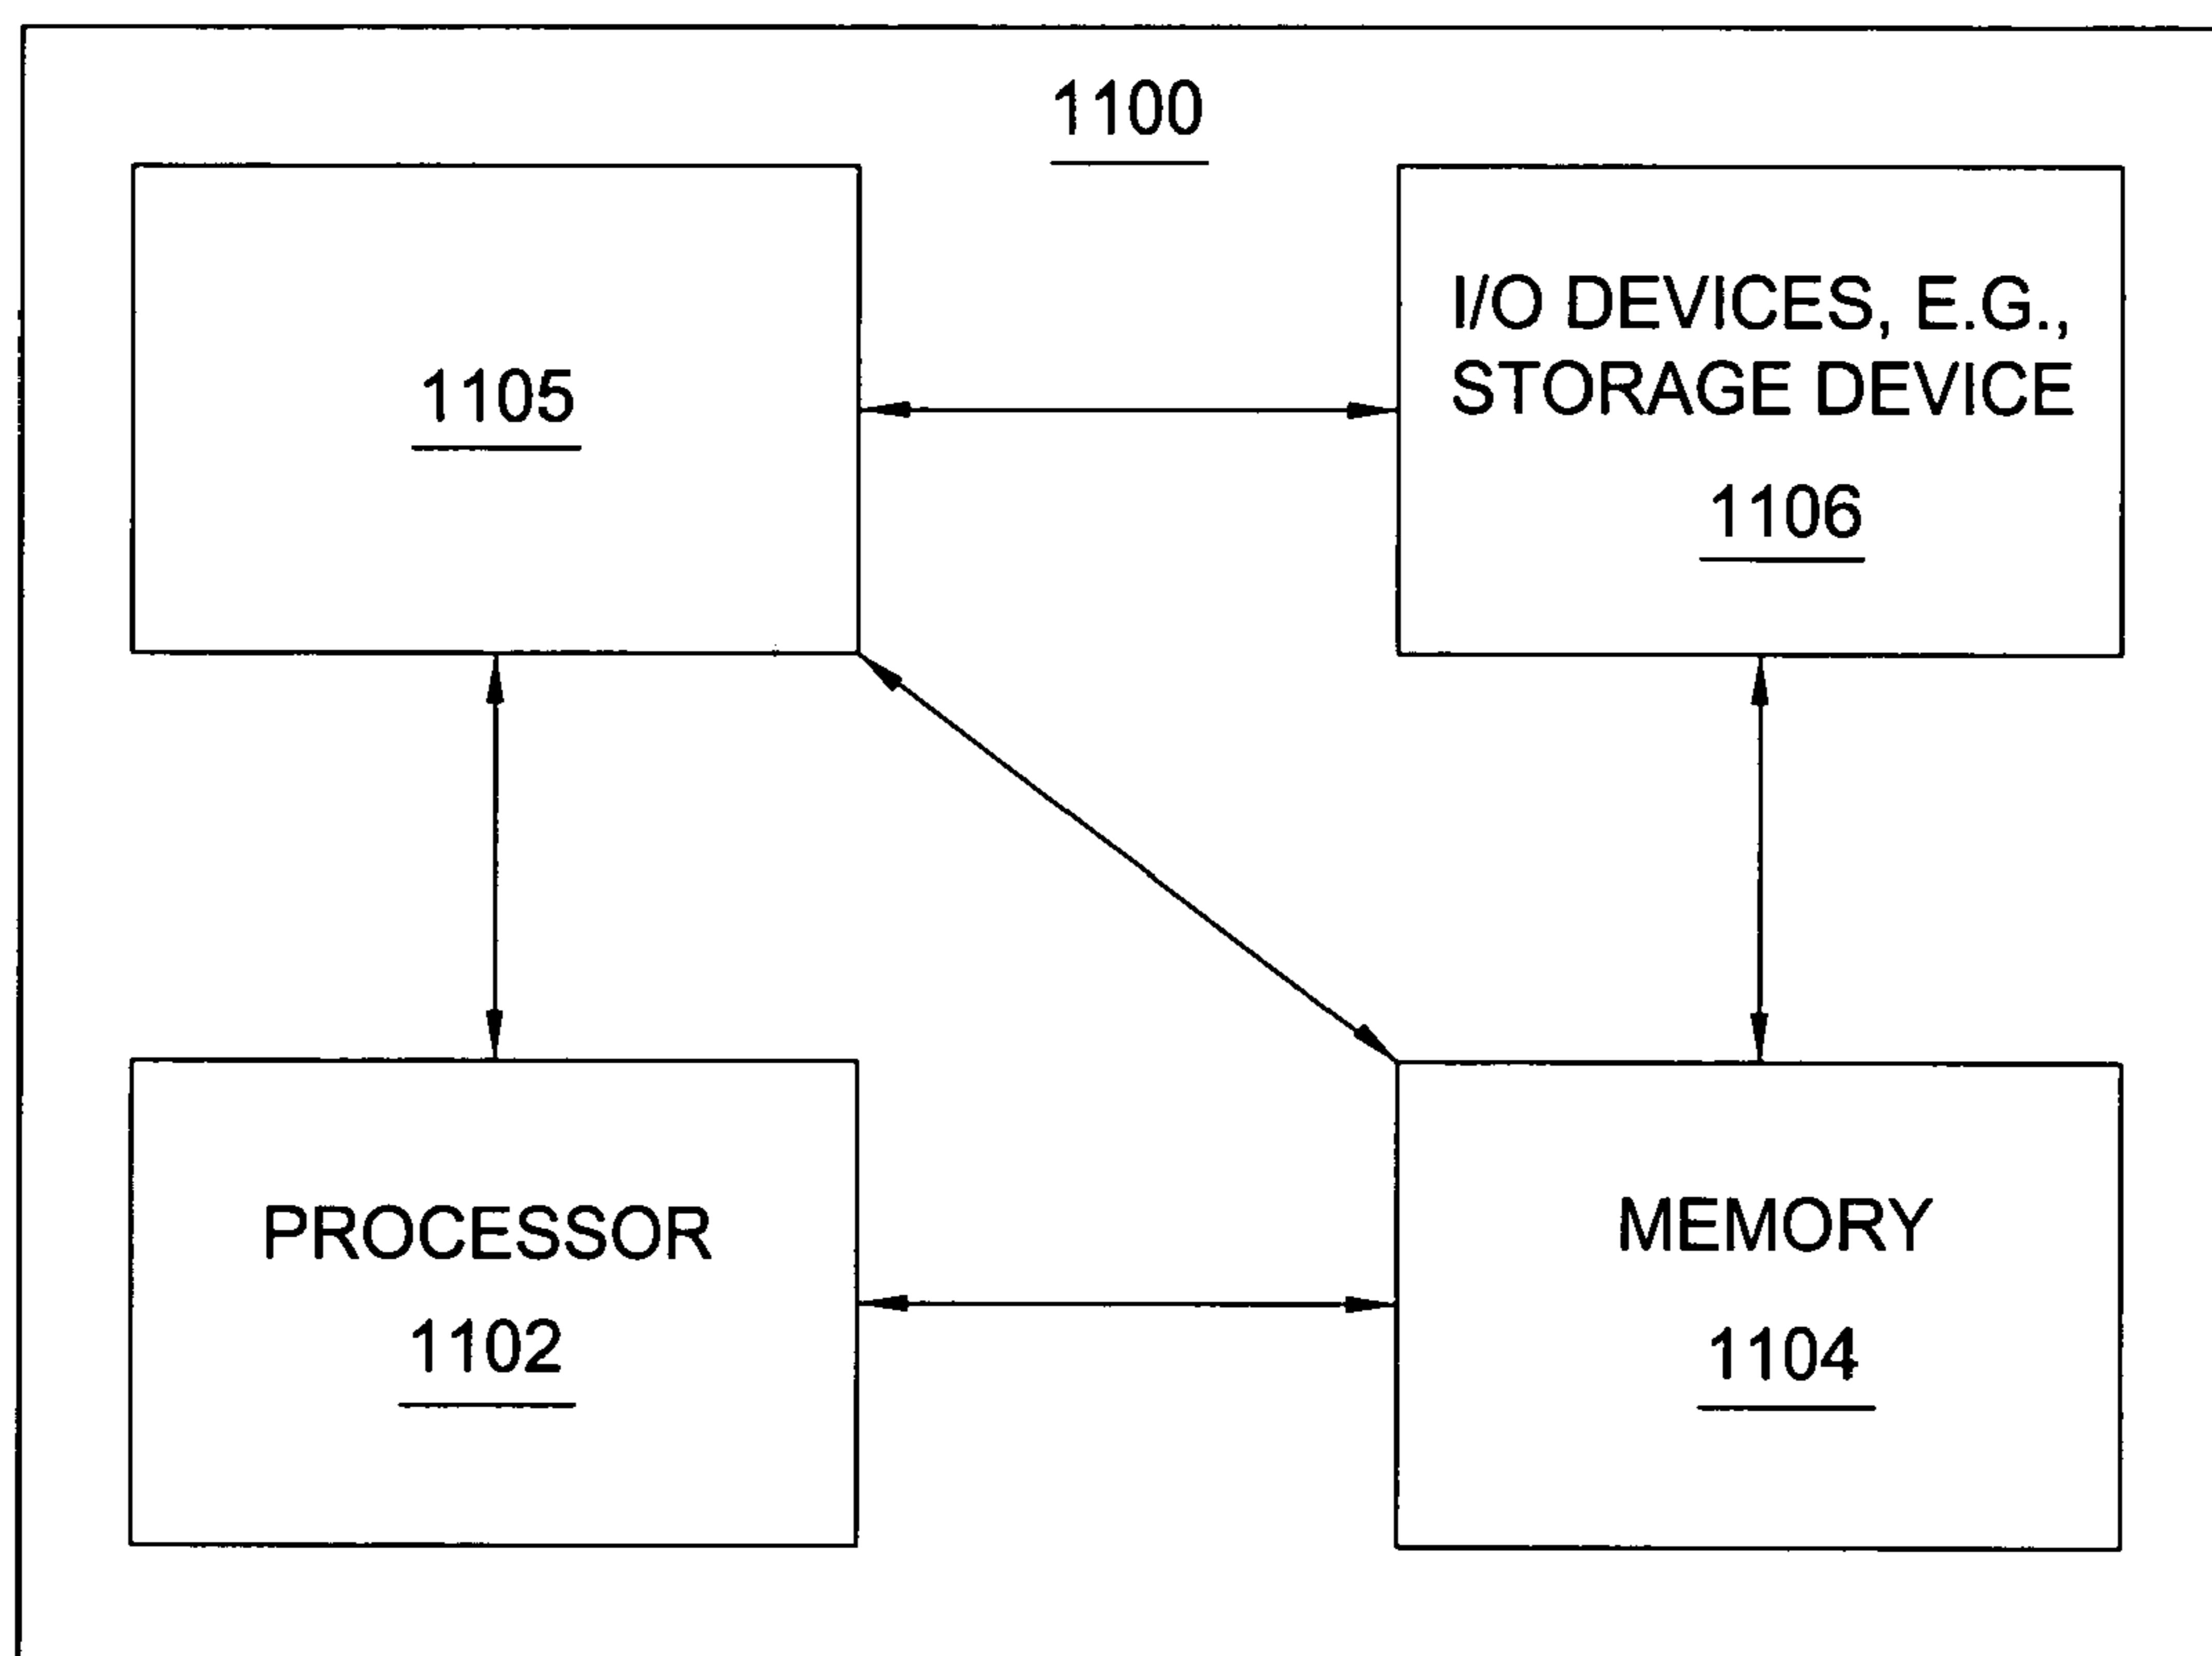 1100
1105
I/O DEVICES, E.G.,
STORAGE DEVICE
1106
PROCESSOR
1102
MEMORY
1104